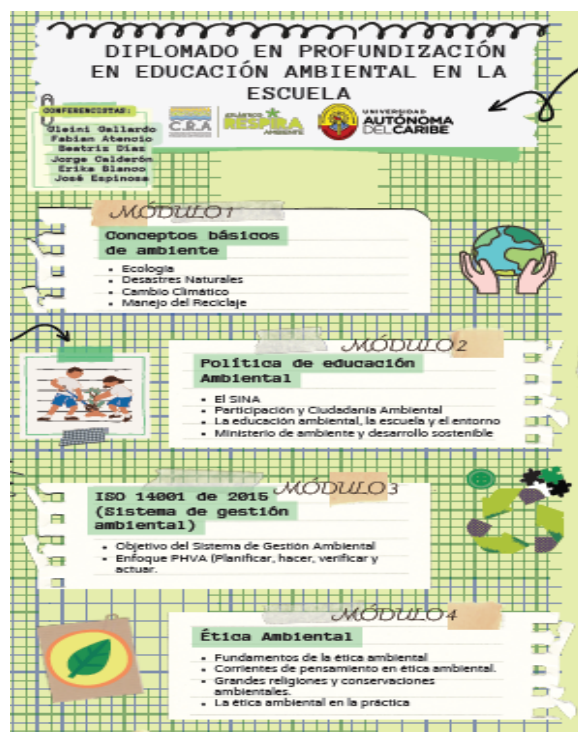 DIPLOMADO EN PROFUNDIZACIÓN
EN EDUCACIÓN AMBIENTAL EN LA
ESCUELA
CONFERENCISTAS:
Gleini Gallardo
Fabian Atencio
Beatriz Díaz
Jorge Calderón
Erika Blanco
José Espinosa
C.R.A
ATLÁNTICO
RESPIRA
AMBIENTE
UNIVERSIDAD
AUTÓNOMA
DEL CARIBE
MÓDULO 1
Conceptos básicos
de ambiente
• Ecología
• Desastres Naturales
• Cambio Climático
• Manejo del Reciclaje
MÓDULO 2
Política de educación
Ambiental
• El SINA
• Participación y Ciudadanía Ambiental
• La educación ambiental, la escuela y el entorno
• Ministerio de ambiente y desarrollo sostenible
MÓDULO 3
ISO 14001 de 2015
(Sistema de gestión
ambiental)
• Objetivo del Sistema de Gestión Ambiental
• Enfoque PHVA (Planificar, hacer, verificar y
actuar.
MÓDULO 4
Ética Ambiental
• Fundamentos de la ética ambiental
• Corrientes de pensamiento en ética ambiental.
• Grandes religiones y conservaciones
ambientales.
• La ética ambiental en la práctica